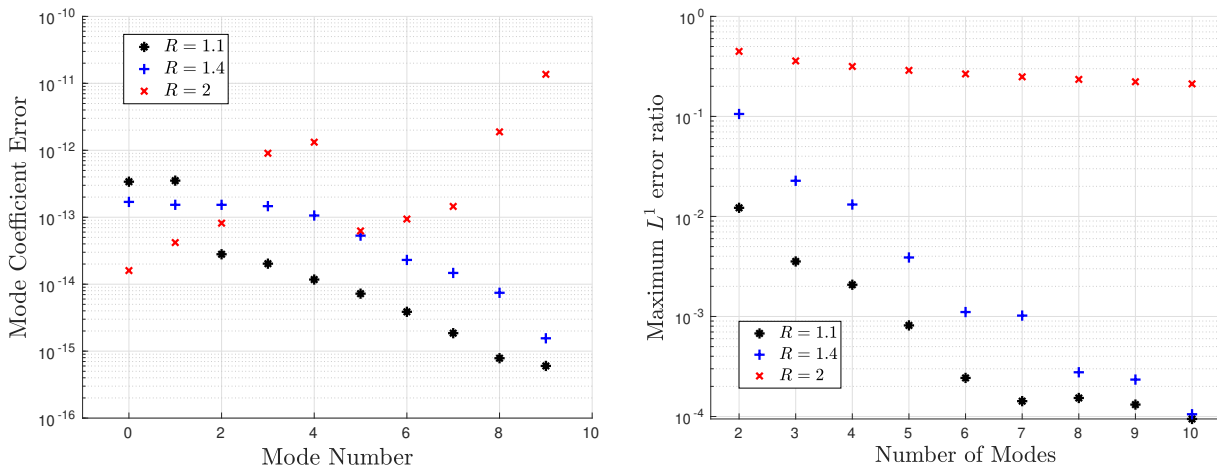 10^-10
10^-11
10^-12
10^-13
10^-14
10^-15
10^-16
Mode Coefficient Error
R = 1.1
R = 1.4
R = 2
0 2 4 6 8 10
Mode Number
10^0
10^-1
10^-2
10^-3
10^-4
Maximum L^1 error ratio
R = 1.1
R = 1.4
R = 2
2 3 4 5 6 7 8 9 10
Number of Modes